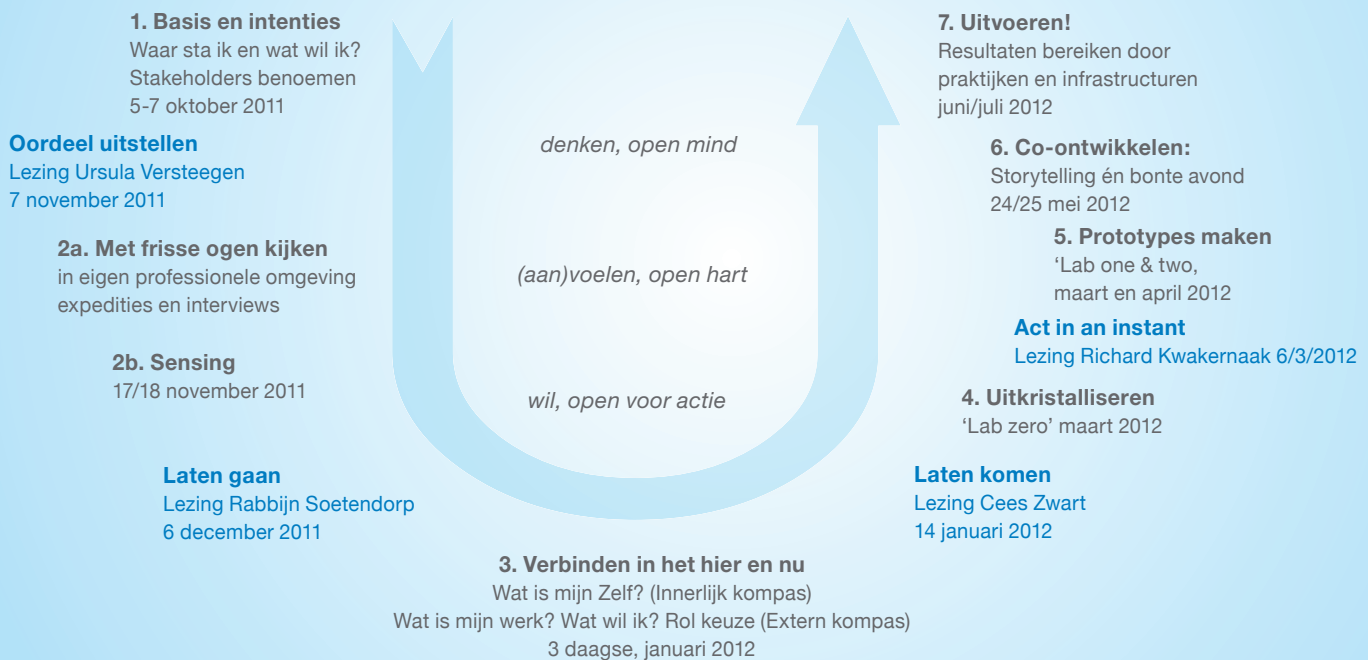 1. Basis en intenties
Waar sta ik en wat wil ik?
Stakeholders benoemen
5-7 oktober 2011
Oordeel uitstellen
Lezing Ursula Versteegen
7 november 2011
2a. Met frisse ogen kijken
in eigen professionele omgeving
expedities en interviews
2b. Sensing
17/18 november 2011
Laten gaan
Lezing Rabbijn Soetendorp
6 december 2011
denken, open mind
(aan)voelen, open hart
wil, open voor actie
3. Verbinden in het hier en nu
Wat is mijn Zelf? (Innerlijk kompas)
Wat is mijn werk? Wat wil ik? Rol keuze (Extern kompas)
3 daagse, januari 2012
7. Uitvoeren!
Resultaten bereiken door
praktijken en infrastructuren
juni/juli 2012
6. Co-ontwikkelen:
Storytelling én bonte avond
24/25 mei 2012
5. Prototypes maken
‘Lab one & two,
maart en april 2012
Act in an instant
Lezing Richard Kwakernaak 6/3/2012
4. Uitkristalliseren
‘Lab zero’ maart 2012
Laten komen
Lezing Cees Zwart
14 januari 2012